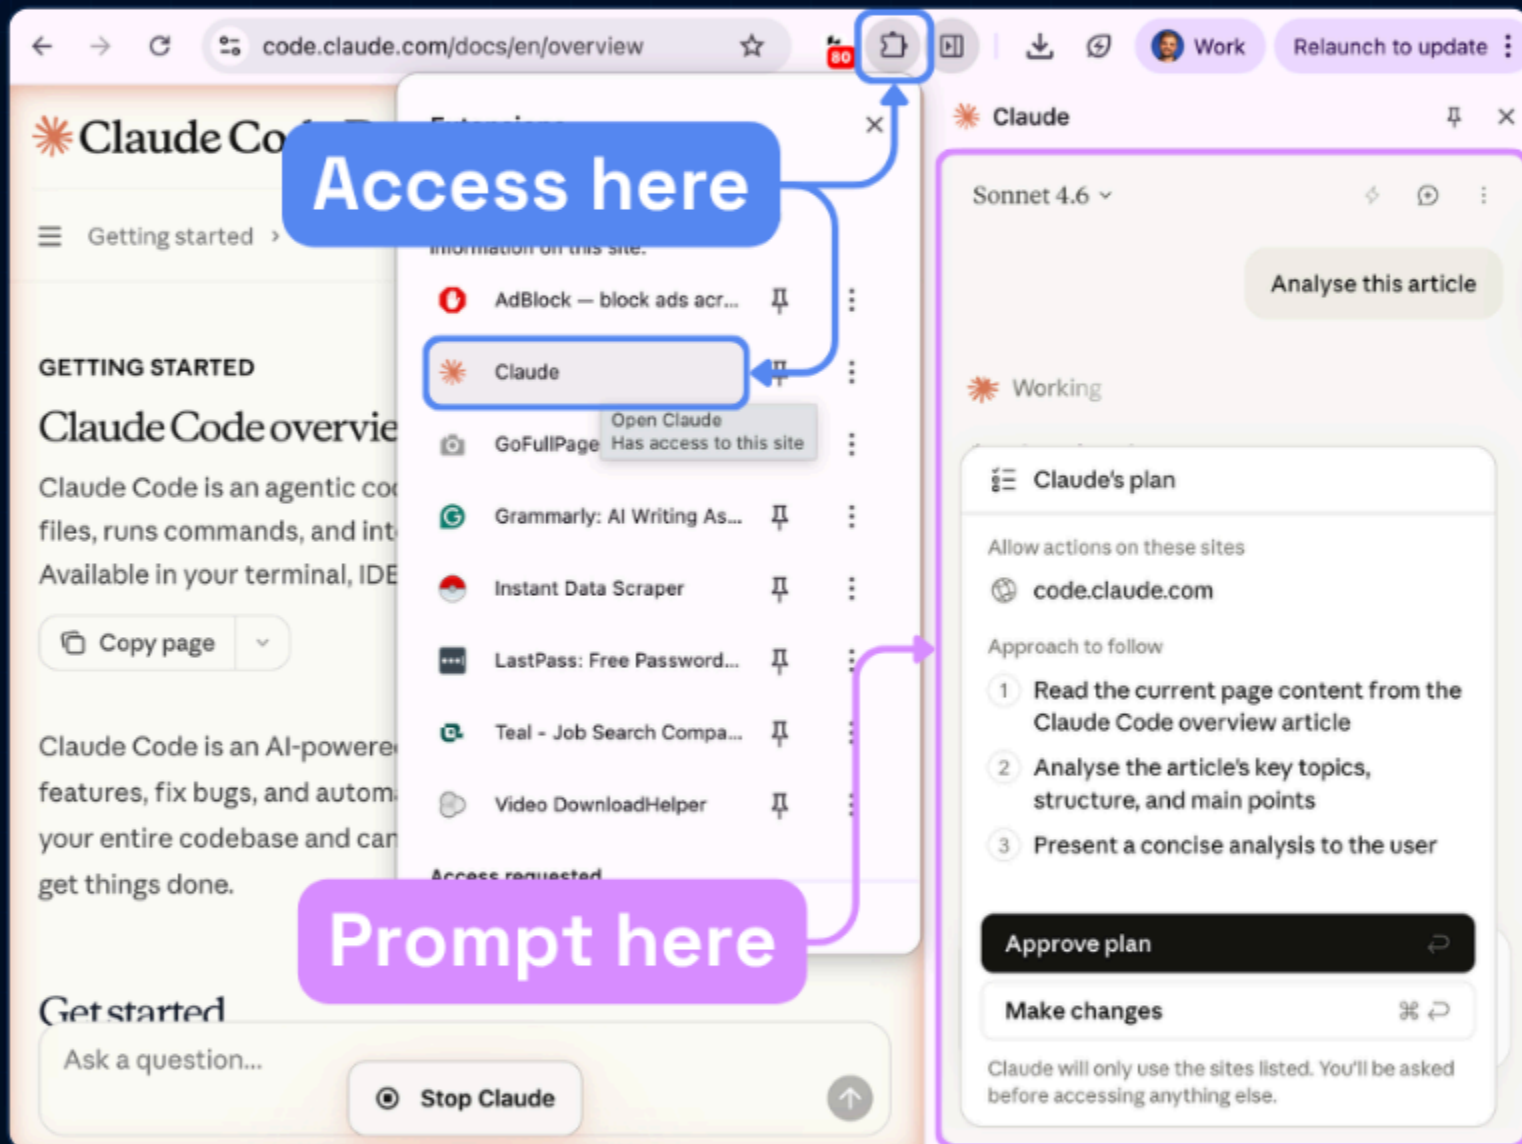 code.claude.com/docs/en/overview
80
Work
Relaunch to update
Claude Co
Getting started
GETTING STARTED
Claude Code overvie
Claude Code is an agentic co
files, runs commands, and int
Available in your terminal, IDE
Copy page
Claude Code is an AI-powere
features, fix bugs, and autom
your entire codebase and can
get things done.
Get started
Ask a question...
Stop Claude
Extensions
Access here
information on this site.
AdBlock — block ads acr...
Claude
Open Claude
Has access to this site
GoFullPage
Grammarly: AI Writing As...
Instant Data Scraper
LastPass: Free Password...
Teal - Job Search Compa...
Video DownloadHelper
Access requested
Prompt here
Claude
Sonnet 4.6
Analyse this article
Working
Claude's plan
Allow actions on these sites
code.claude.com
Approach to follow
1 Read the current page content from the
Claude Code overview article
2 Analyse the article's key topics,
structure, and main points
3 Present a concise analysis to the user
Approve plan
Make changes
Claude will only use the sites listed. You'll be asked
before accessing anything else.